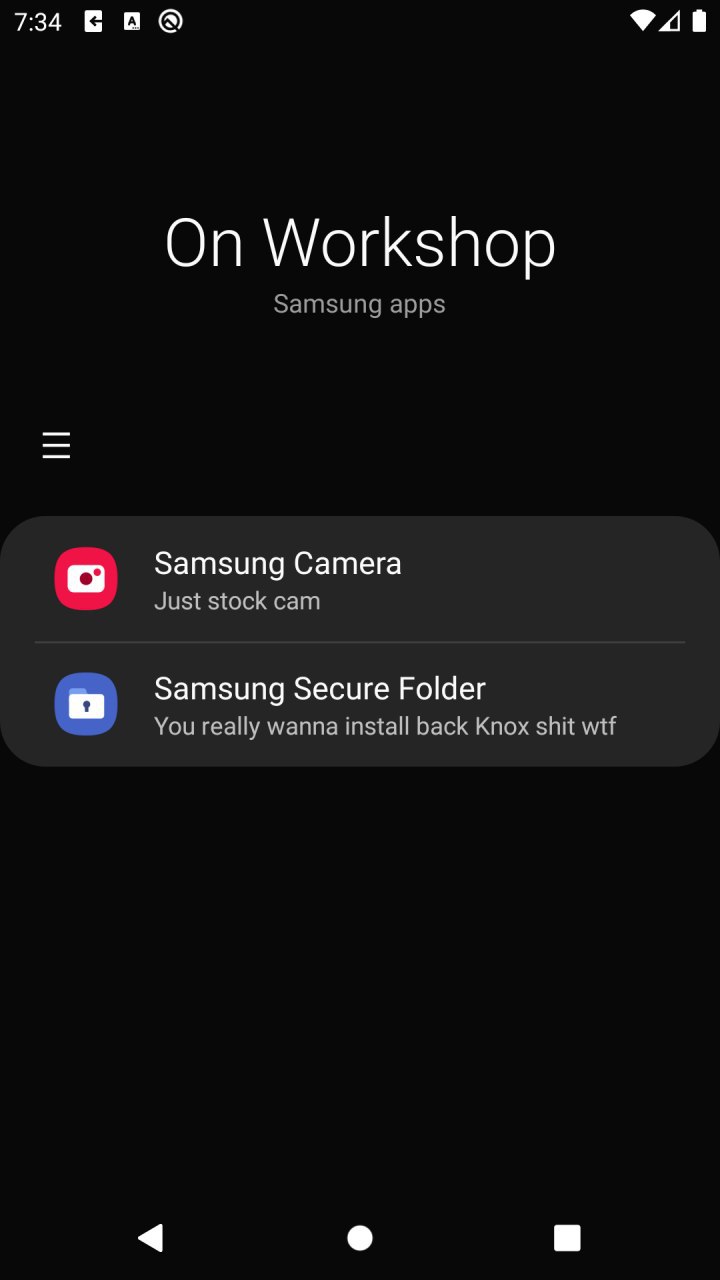 7:34
On Workshop
Samsung apps
Samsung Camera
Just stock cam
Samsung Secure Folder
You really wanna install back Knox shit wtf